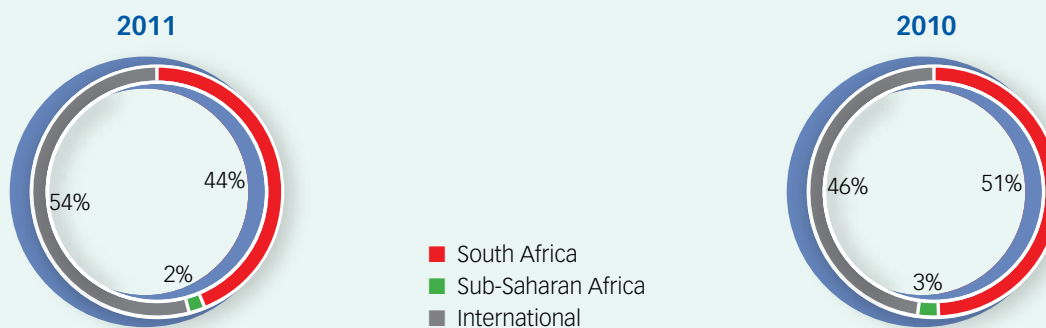 2011
44%
54%
2%
South Africa
Sub-Saharan Africa
International
2010
51%
46%
3%